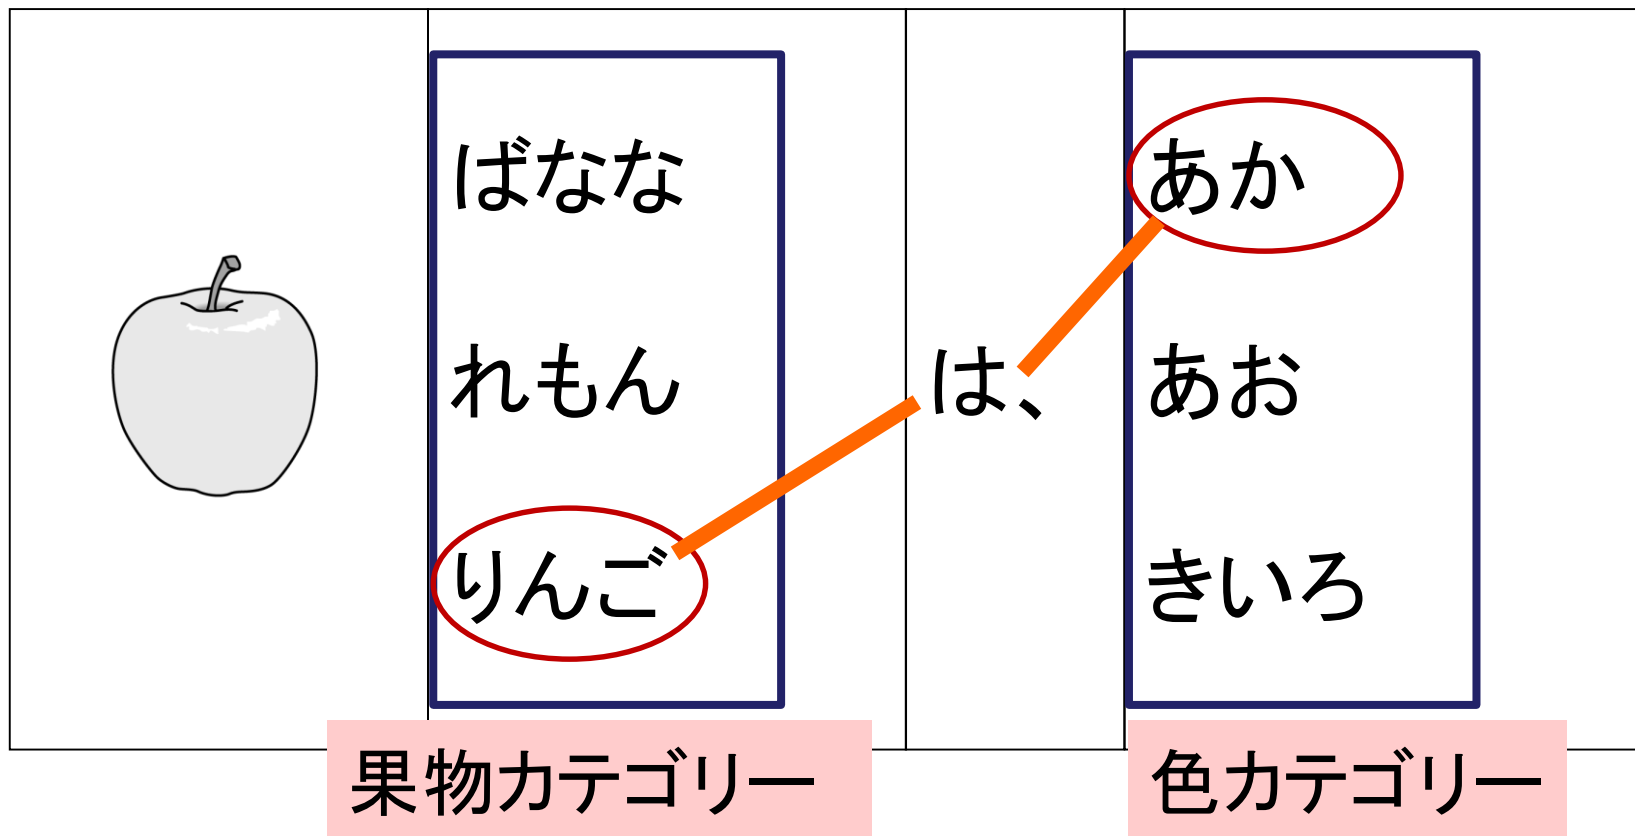 ばなな
れもん
りんご
は、
あか
あお
きいろ
果物カテゴリー
色カテゴリー